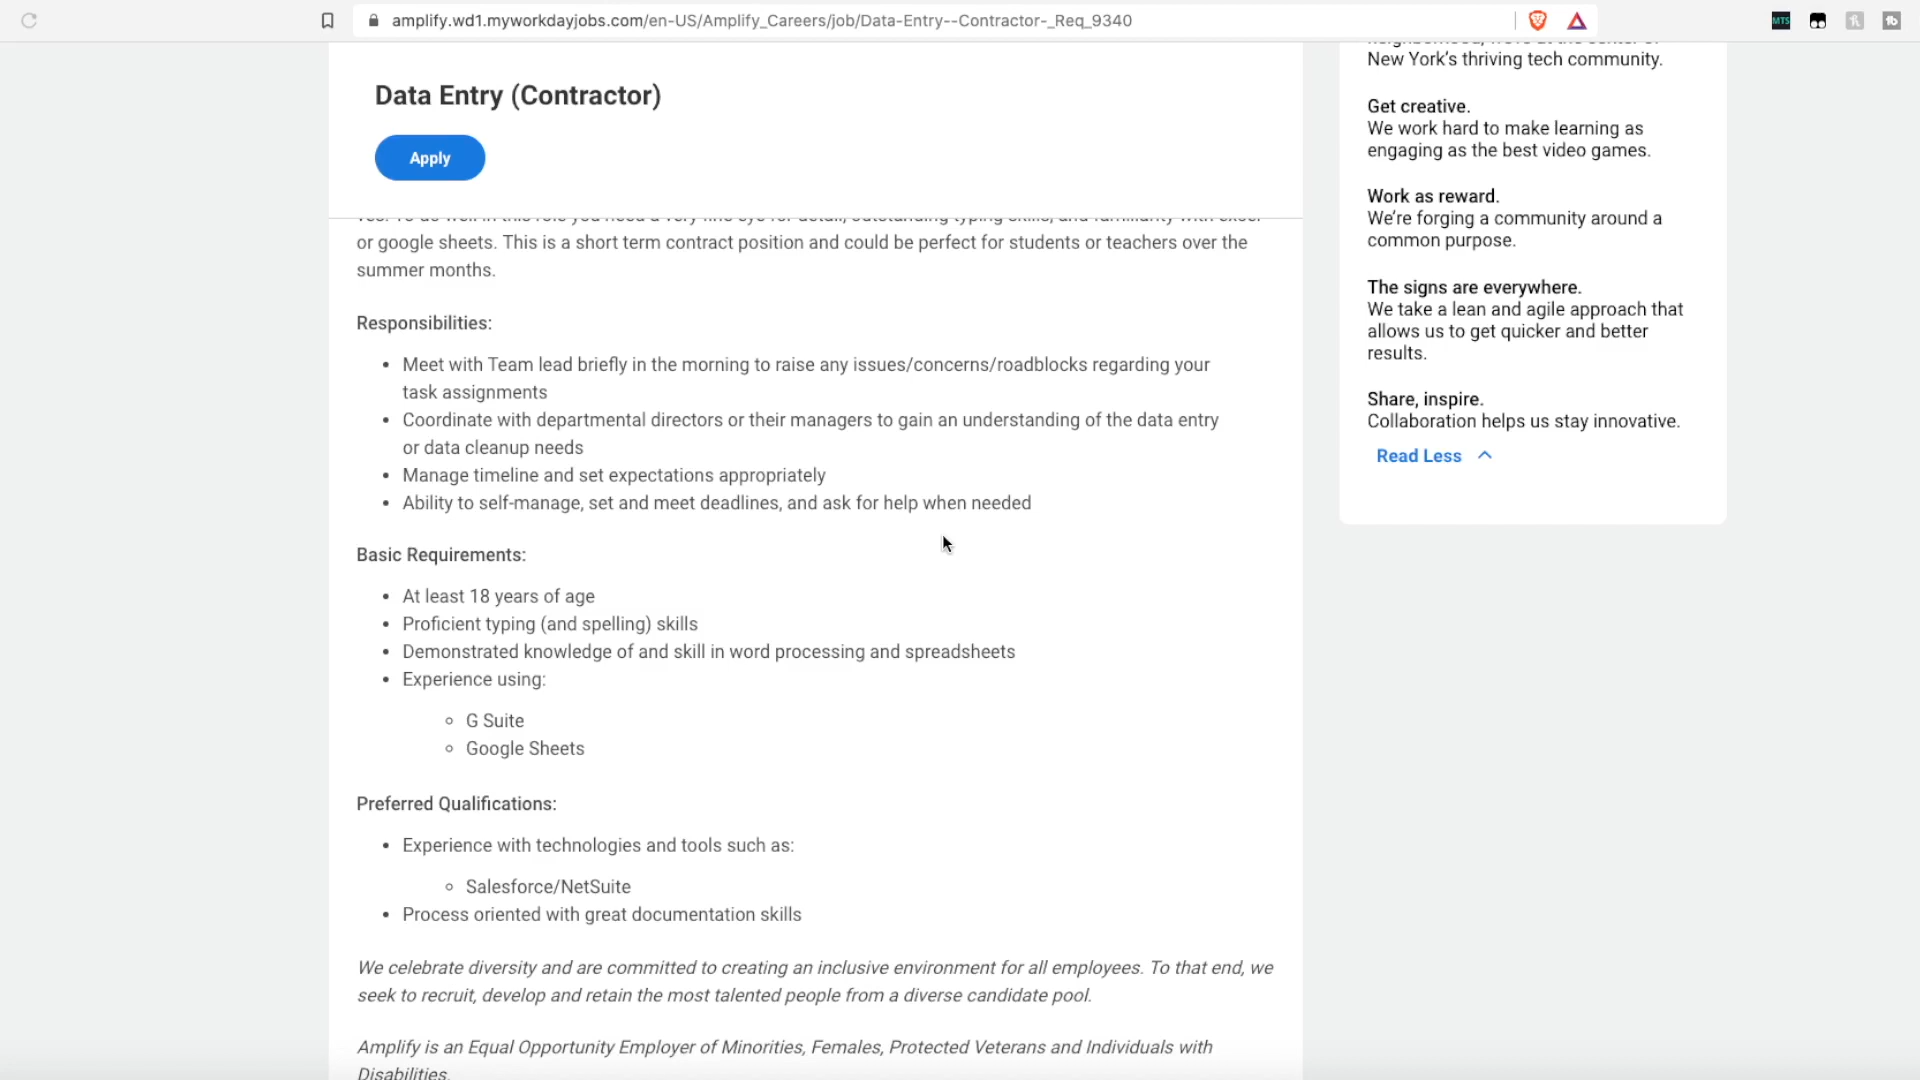 amplify.wd1.myworkdayjobs.com/en-US/Amplify_Careers/job/Data-Entry--Contractor-_Req_9340
MTS
Data Entry (Contractor)
Apply
or google sheets. This is a short term contract position and could be perfect for students or teachers over the
summer months.
Responsibilities:
• Meet with Team lead briefly in the morning to raise any issues/concerns/roadblocks regarding your
task assignments
• Coordinate with departmental directors or their managers to gain an understanding of the data entry
or data cleanup needs
• Manage timeline and set expectations appropriately
• Ability to self-manage, set and meet deadlines, and ask for help when needed
Basic Requirements:
• At least 18 years of age
• Proficient typing (and spelling) skills
• Demonstrated knowledge of and skill in word processing and spreadsheets
• Experience using:
◦ G Suite
◦ Google Sheets
Preferred Qualifications:
• Experience with technologies and tools such as:
◦ Salesforce/NetSuite
• Process oriented with great documentation skills
We celebrate diversity and are committed to creating an inclusive environment for all employees. To that end, we
seek to recruit, develop and retain the most talented people from a diverse candidate pool.
Amplify is an Equal Opportunity Employer of Minorities, Females, Protected Veterans and Individuals with
Disabilities.
New York's thriving tech community.
Get creative.
We work hard to make learning as
engaging as the best video games.
Work as reward.
We're forging a community around a
common purpose.
The signs are everywhere.
We take a lean and agile approach that
allows us to get quicker and better
results.
Share, inspire.
Collaboration helps us stay innovative.
Read Less